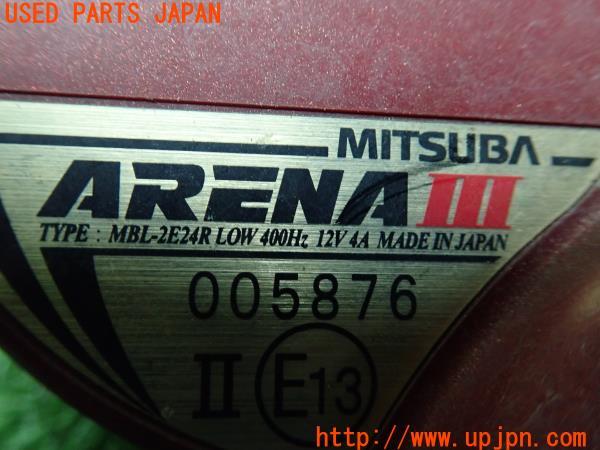 USED PARTS JAPAN
MITSUBA
ARENA III
TYPE : MBL-2E24R LOW 400Hz 12V 4A MADE IN JAPAN
005876
II E13
http://www.upjpn.com/